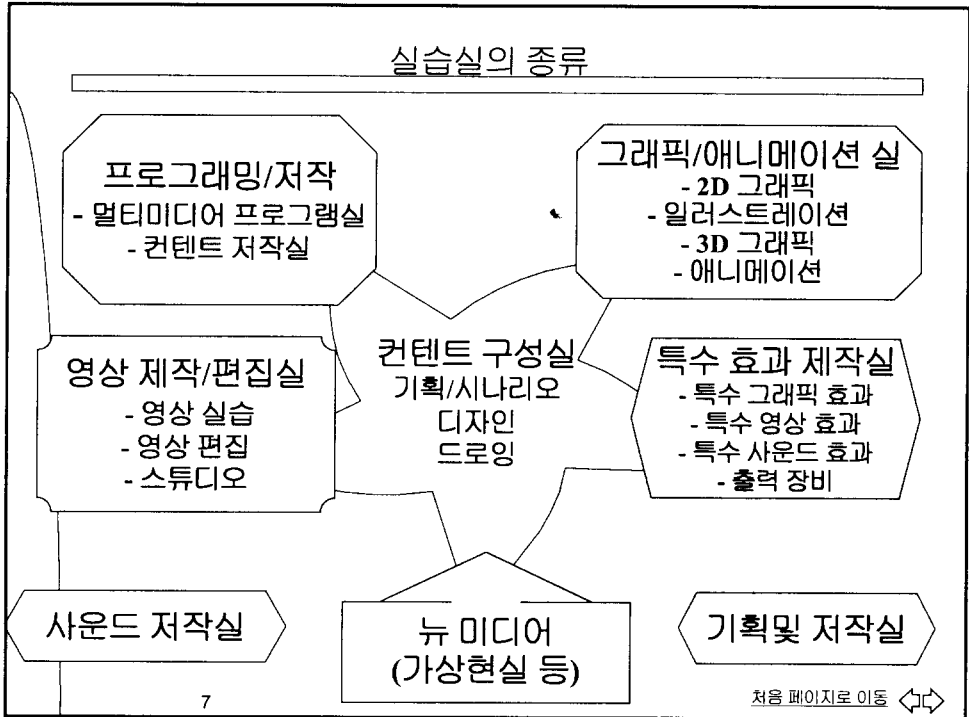 실습실의 종류
프로그래밍/저작
- 멀티미디어 프로그램실
- 컨텐트 저작실
그래픽/애니메이션 실
- 2D 그래픽
- 일러스트레이션
- 3D 그래픽
- 애니메이션
영상 제작/편집실
- 영상 실습
- 영상 편집
- 스튜디오
컨텐트 구성실
기획/시나리오
디자인
드로잉
특수 효과 제작실
- 특수 그래픽 효과
- 특수 영상 효과
- 특수 사운드 효과
- 출력 장비
사운드 저작실
뉴 미디어
(가상현실 등)
기획및 저작실
7
처음 페이지로 이동